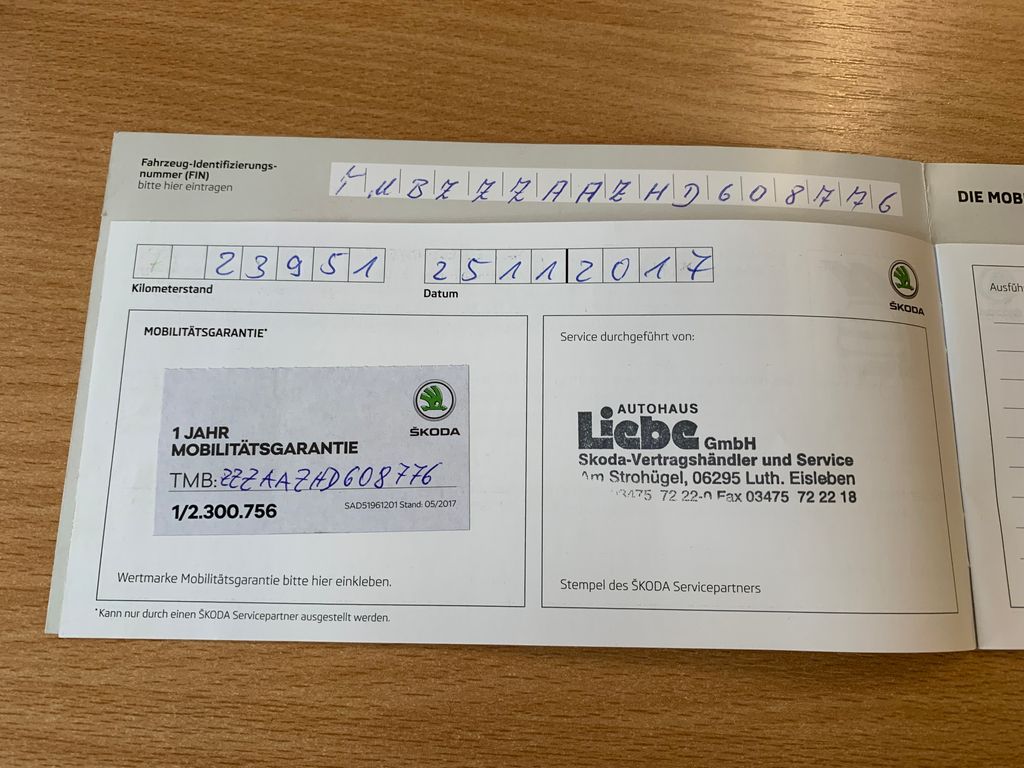 Fahrzeug-Identifizierungs-
nummer (FIN)
bitte hier eintragen
TMBZZZAAZHD608776
23951
Kilometerstand
25112017
Datum
ŠKODA
MOBILITÄTSGARANTIE*
ŠKODA
1 JAHR
MOBILITÄTSGARANTIE
TMB: ZZZAAZHD608776
1/2.300.756
SAD51961201 Stand: 05/2017
Wertmarke Mobilitätsgarantie bitte hier einkleben.
*Kann nur durch einen ŠKODA Servicepartner ausgestellt werden.
Service durchgeführt von:
AUTOHAUS
Liebe GmbH
Skoda-Vertragshändler und Service
Am Strohügel, 06295 Luth. Eisleben
03475 72 22-0 Fax 03475 72 22 18
Stempel des ŠKODA Servicepartners
DIE MOB
Ausfüh